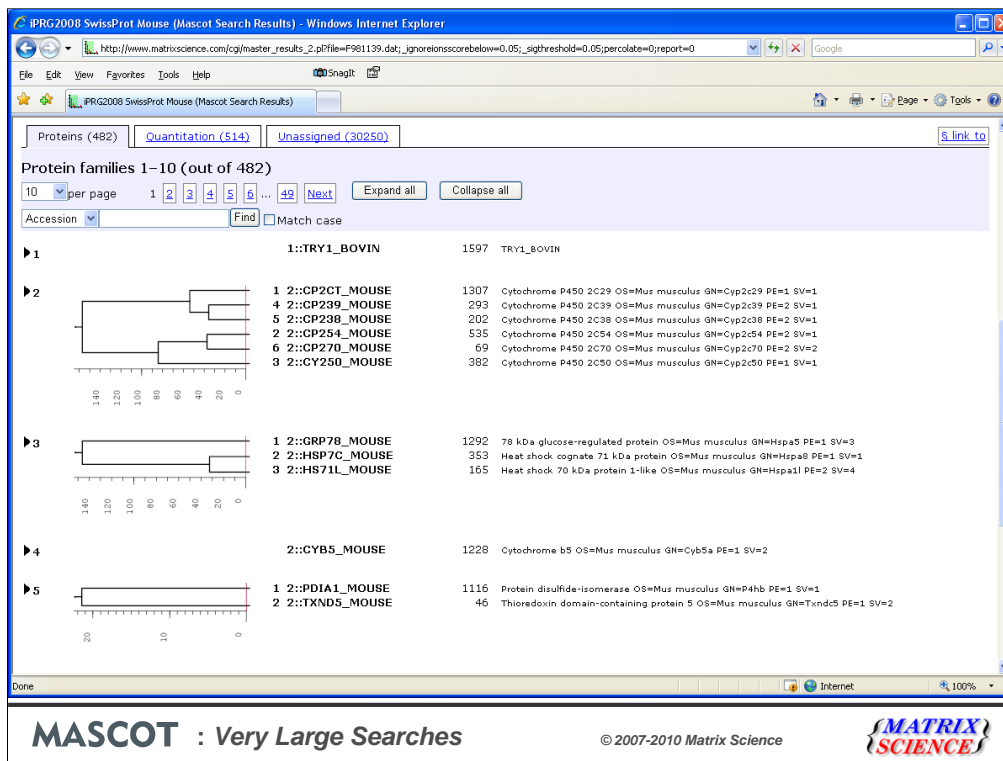 iPRG2008 SwissProt Mouse (Mascot Search Results) - Windows Internet Explorer
http://www.matrixscience.com/cgi/master_results_2.pl?file=F981139.dat;_ignoreionsscorebelow=0.05;_sigthreshold=0.05;percolate=0;report=0
Google
File Edit View Favorites Tools Help
SnagIt
iPRG2008 SwissProt Mouse (Mascot Search Results)
Page Tools
Proteins (482) Quantitation (514) Unassigned (30250) § link to
Protein families 1-10 (out of 482)
10 per page 1 2 3 4 5 6 ... 49 Next Expand all Collapse all
Accession Find Match case
1 1::TRY1_BOVIN 1597 TRY1_BOVIN
2 1 2::CP2CT_MOUSE 1307 Cytochrome P450 2C29 OS=Mus musculus GN=Cyp2c29 PE=1 SV=1
4 2::CP239_MOUSE 293 Cytochrome P450 2C39 OS=Mus musculus GN=Cyp2c39 PE=2 SV=2
5 2::CP238_MOUSE 202 Cytochrome P450 2C38 OS=Mus musculus GN=Cyp2c38 PE=2 SV=2
2 2::CP254_MOUSE 535 Cytochrome P450 2C54 OS=Mus musculus GN=Cyp2c54 PE=1 SV=1
6 2::CP270_MOUSE 69 Cytochrome P450 2C70 OS=Mus musculus GN=Cyp2c70 PE=2 SV=2
3 2::CY250_MOUSE 382 Cytochrome P450 2C50 OS=Mus musculus GN=Cyp2c50 PE=1 SV=1
140 120 100 80 60 40 20 0
3 1 2::GRP78_MOUSE 1292 78 kDa glucose-regulated protein OS=Mus musculus GN=Hspa5 PE=1 SV=3
2 2::HSP7C_MOUSE 353 Heat shock cognate 71 kDa protein OS=Mus musculus GN=Hspa8 PE=1 SV=1
3 2::HS71L_MOUSE 165 Heat shock 70 kDa protein 1-like OS=Mus musculus GN=Hspa1l PE=2 SV=4
140 120 100 80 60 40 20 0
4 2::CYB5_MOUSE 1228 Cytochrome b5 OS=Mus musculus GN=Cyb5a PE=1 SV=2
5 1 2::PDIA1_MOUSE 1116 Protein disulfide-isomerase OS=Mus musculus GN=P4hb PE=1 SV=1
2 2::TXND5_MOUSE 46 Thioredoxin domain-containing protein 5 OS=Mus musculus GN=Txndc5 PE=1 SV=2
20 10 0
Done Internet 100%
MASCOT : Very Large Searches © 2007-2010 Matrix Science MATRIX
SCIENCE